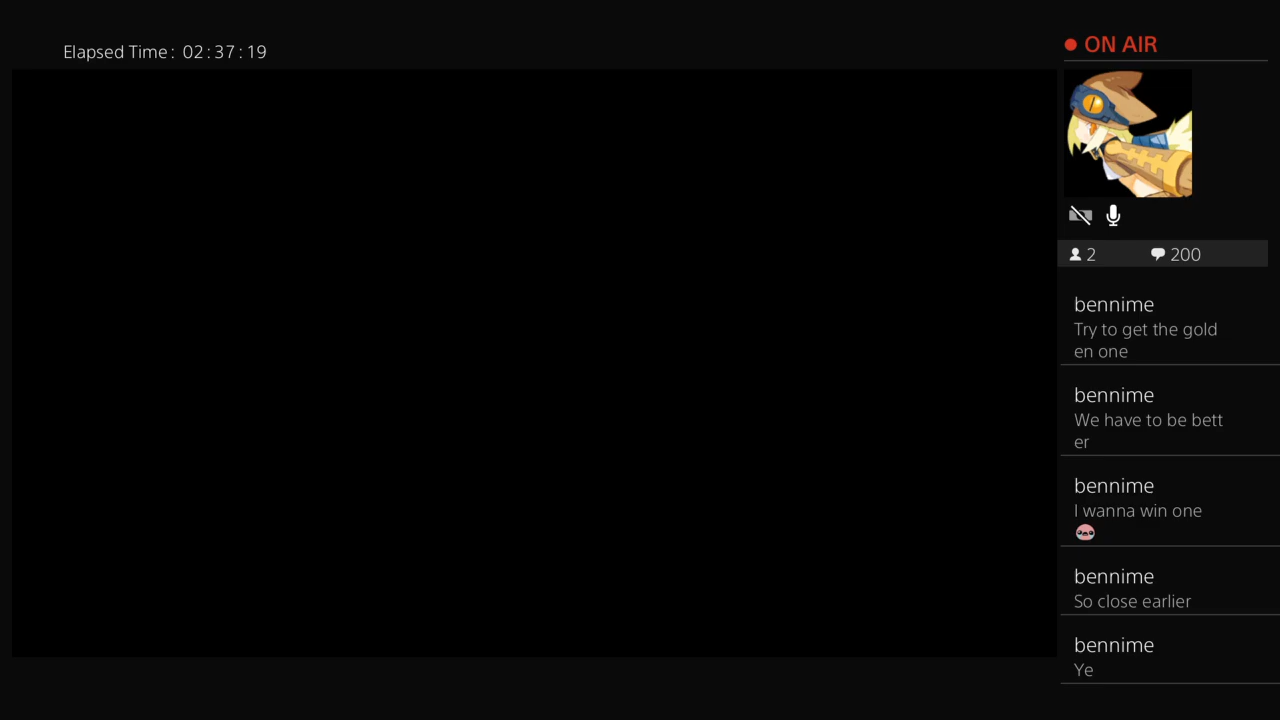 Elapsed Time: 02:37:19
ON AIR
2 200
bennime
Try to get the gold
en one
bennime
We have to be bett
er
bennime
I wanna win one
bennime
So close earlier
bennime
Ye